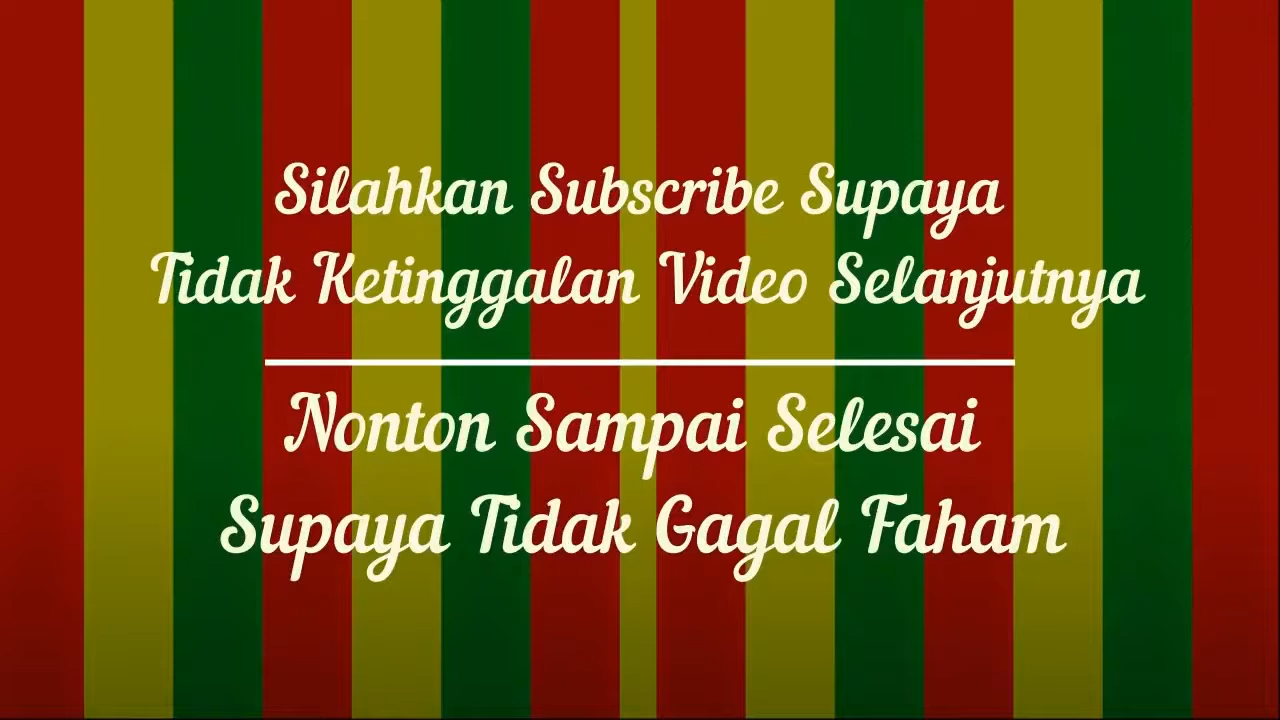 Silahkan Subscribe Supaya
Tidak Ketinggalan Video Selanjutnya
Nonton Sampai Selesai
Supaya Tidak Gagal Faham